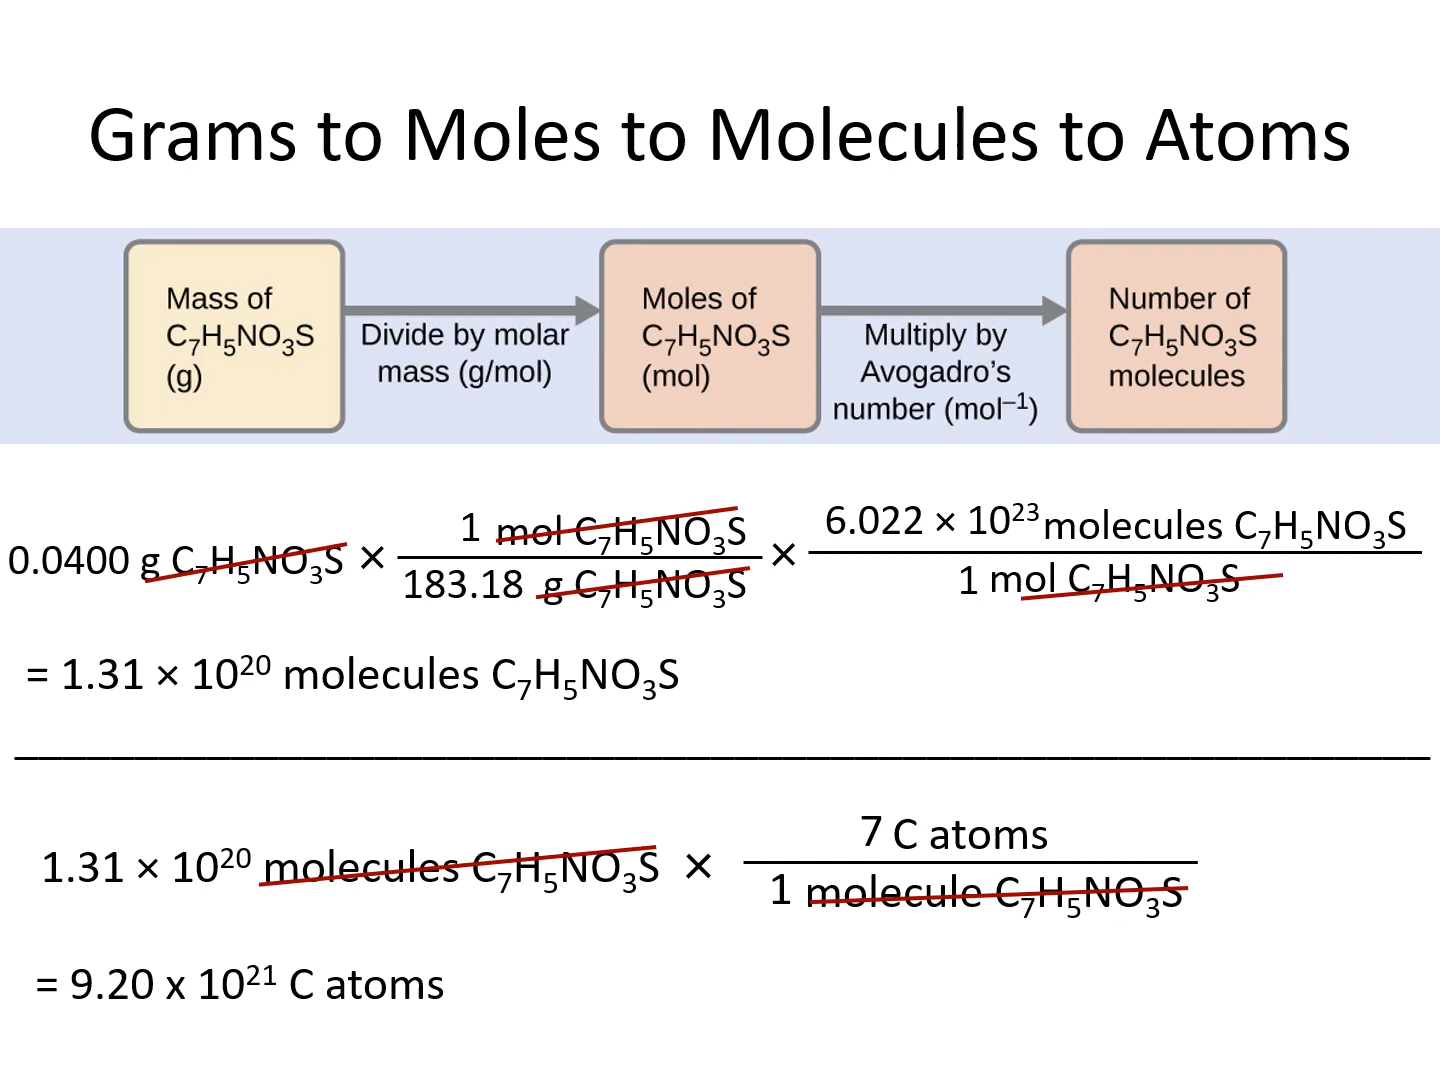 Grams to Moles to Molecules to Atoms
Mass of
C₇H₅NO₃S
(g)
Divide by molar
mass (g/mol)
Moles of
C₇H₅NO₃S
(mol)
Multiply by
Avogadro’s
number (mol⁻¹)
Number of
C₇H₅NO₃S
molecules
1 mol C₇H₅NO₃S
6.022 × 10²³ molecules C₇H₅NO₃S
0.0400 g C₇H₅NO₃S × ×
183.18 g C₇H₅NO₃S
1 mol C₇H₅NO₃S
= 1.31 × 10²⁰ molecules C₇H₅NO₃S
7 C atoms
1.31 × 10²⁰ molecules C₇H₅NO₃S ×
1 molecule C₇H₅NO₃S
= 9.20 x 10²¹ C atoms